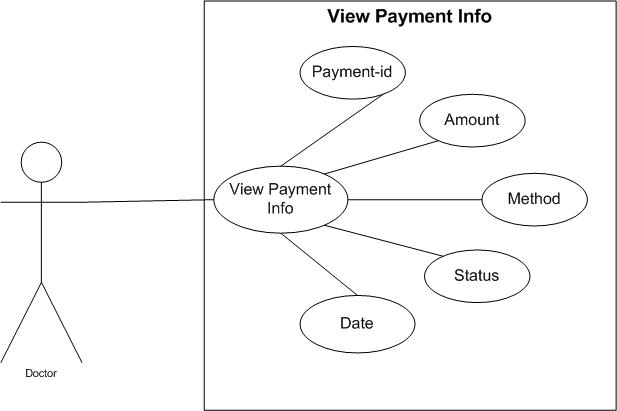 View Payment Info
Payment-id
Amount
View Payment
Info
Method
Status
Date
Doctor